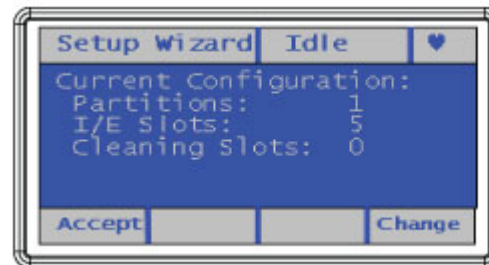 Setup Wizard Idle ♥
Current Configuration:
Partitions: 1
I/E Slots: 5
Cleaning Slots: 0
Accept Change